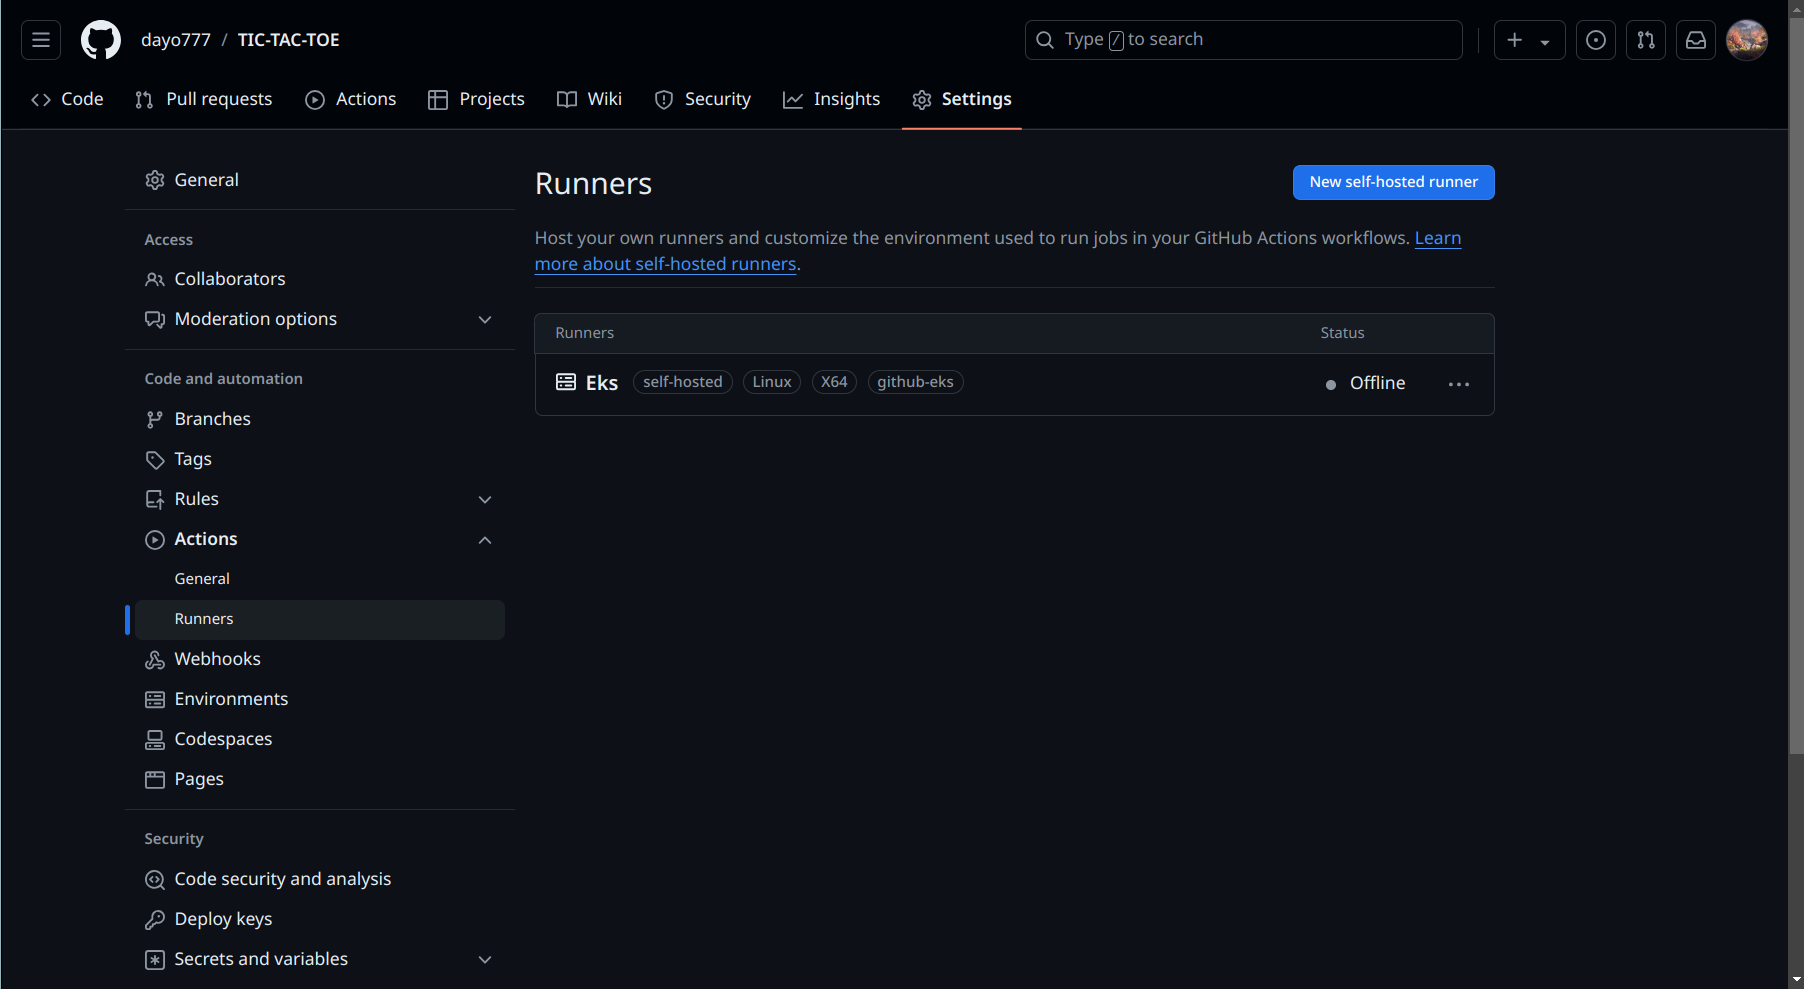 dayo777 / TIC-TAC-TOE
Type / to search
Code
Pull requests
Actions
Projects
Wiki
Security
Insights
Settings
General
Access
Collaborators
Moderation options
Code and automation
Branches
Tags
Rules
Actions
General
Runners
Webhooks
Environments
Codespaces
Pages
Security
Code security and analysis
Deploy keys
Secrets and variables
Runners
New self-hosted runner
Host your own runners and customize the environment used to run jobs in your GitHub Actions workflows. Learn
more about self-hosted runners.
Runners Status
Eks self-hosted Linux X64 github-eks Offline